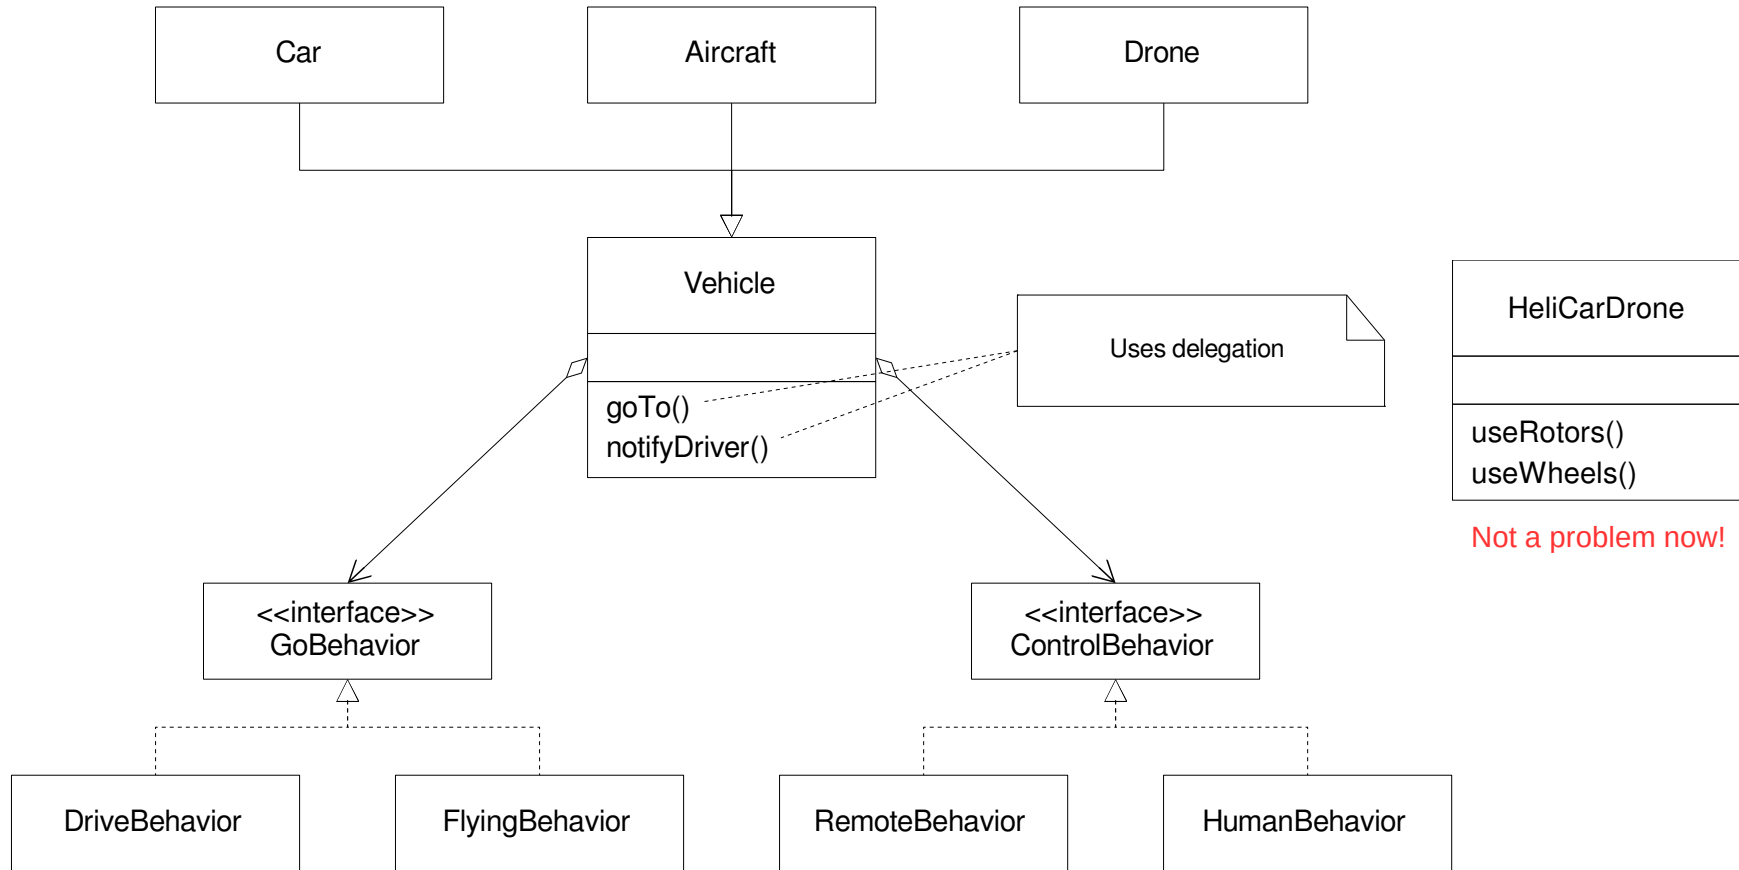 Car
Aircraft
Drone
Vehicle
goTo()
notifyDriver()
Uses delegation
HeliCarDrone
useRotors()
useWheels()
Not a problem now!
<<interface>>
GoBehavior
<<interface>>
ControlBehavior
DriveBehavior
FlyingBehavior
RemoteBehavior
HumanBehavior